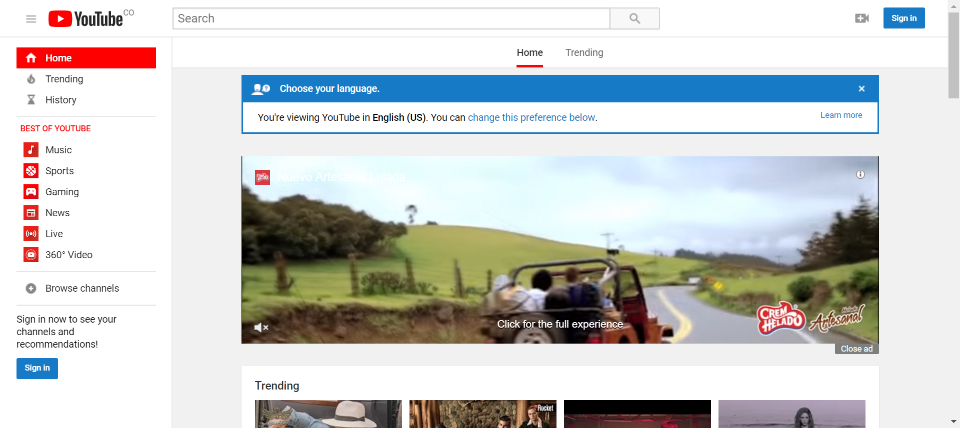 YouTube CO
Search
Sign in
Home
Trending
History
BEST OF YOUTUBE
Music
Sports
Gaming
News
Live
360° Video
Browse channels
Sign in now to see your
channels and
recommendations!
Sign in
Home Trending
Choose your language.
You're viewing YouTube in English (US). You can change this preference below.
Learn more
Click for the full experience
CREM
HELADO
Artesanal
Close ad
Trending
Rocket